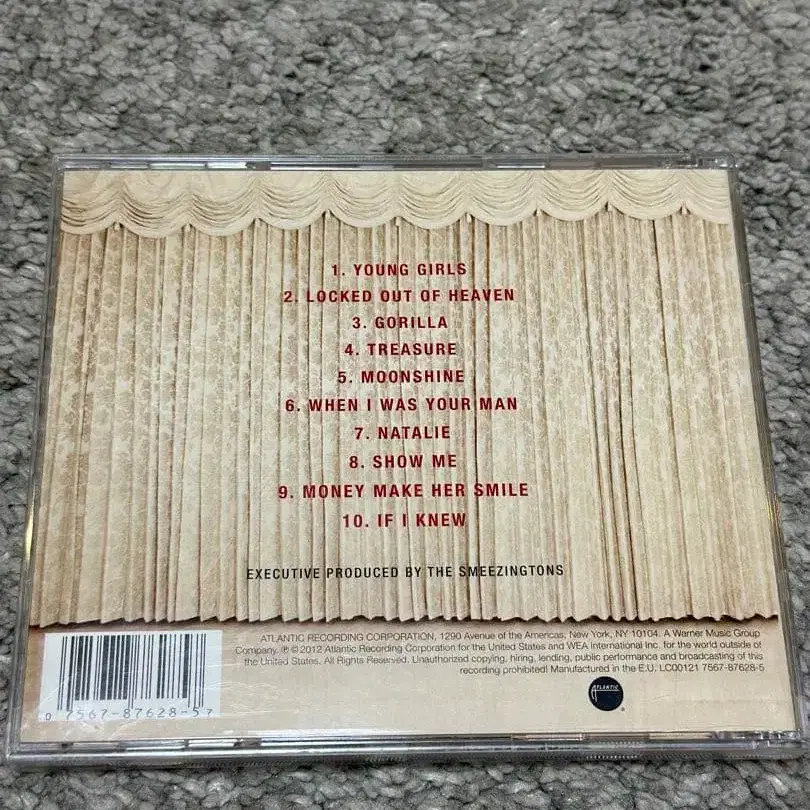 1. YOUNG GIRLS
2. LOCKED OUT OF HEAVEN
3. GORILLA
4. TREASURE
5. MOONSHINE
6. WHEN I WAS YOUR MAN
7. NATALIE
8. SHOW ME
9. MONEY MAKE HER SMILE
10. IF I KNEW
EXECUTIVE PRODUCED BY THE SMEEZINGTONS
ATLANTIC RECORDING CORPORATION, 1290 Avenue of the Americas, New York, NY 10104. A Warner Music Group
Company. ℗ © 2012 Atlantic Recording Corporation for the United States and WEA International Inc. for the world outside of
the United States. All Rights Reserved. Unauthorized copying, hiring, lending, public performance and broadcasting of this
recording prohibited! Manufactured in the E.U. LC00121 7567-87628-5
0 7567-87628-5 7
ATLANTIC